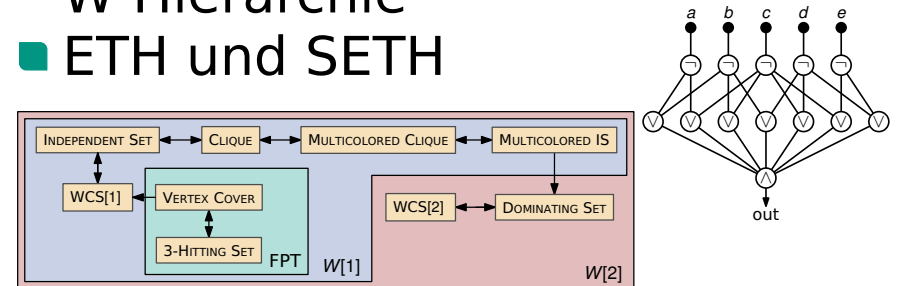 W Hierarchie
ETH und SETH
a b c d e
¬ ¬ ¬ ¬ ¬
∨ ∨ ∨ ∨ ∨ ∨ ∨
∧
out
INDEPENDENT SET CLIQUE MULTICOLORED CLIQUE MULTICOLORED IS
WCS[1] VERTEX COVER WCS[2] DOMINATING SET
3-HITTING SET FPT W[1] W[2]